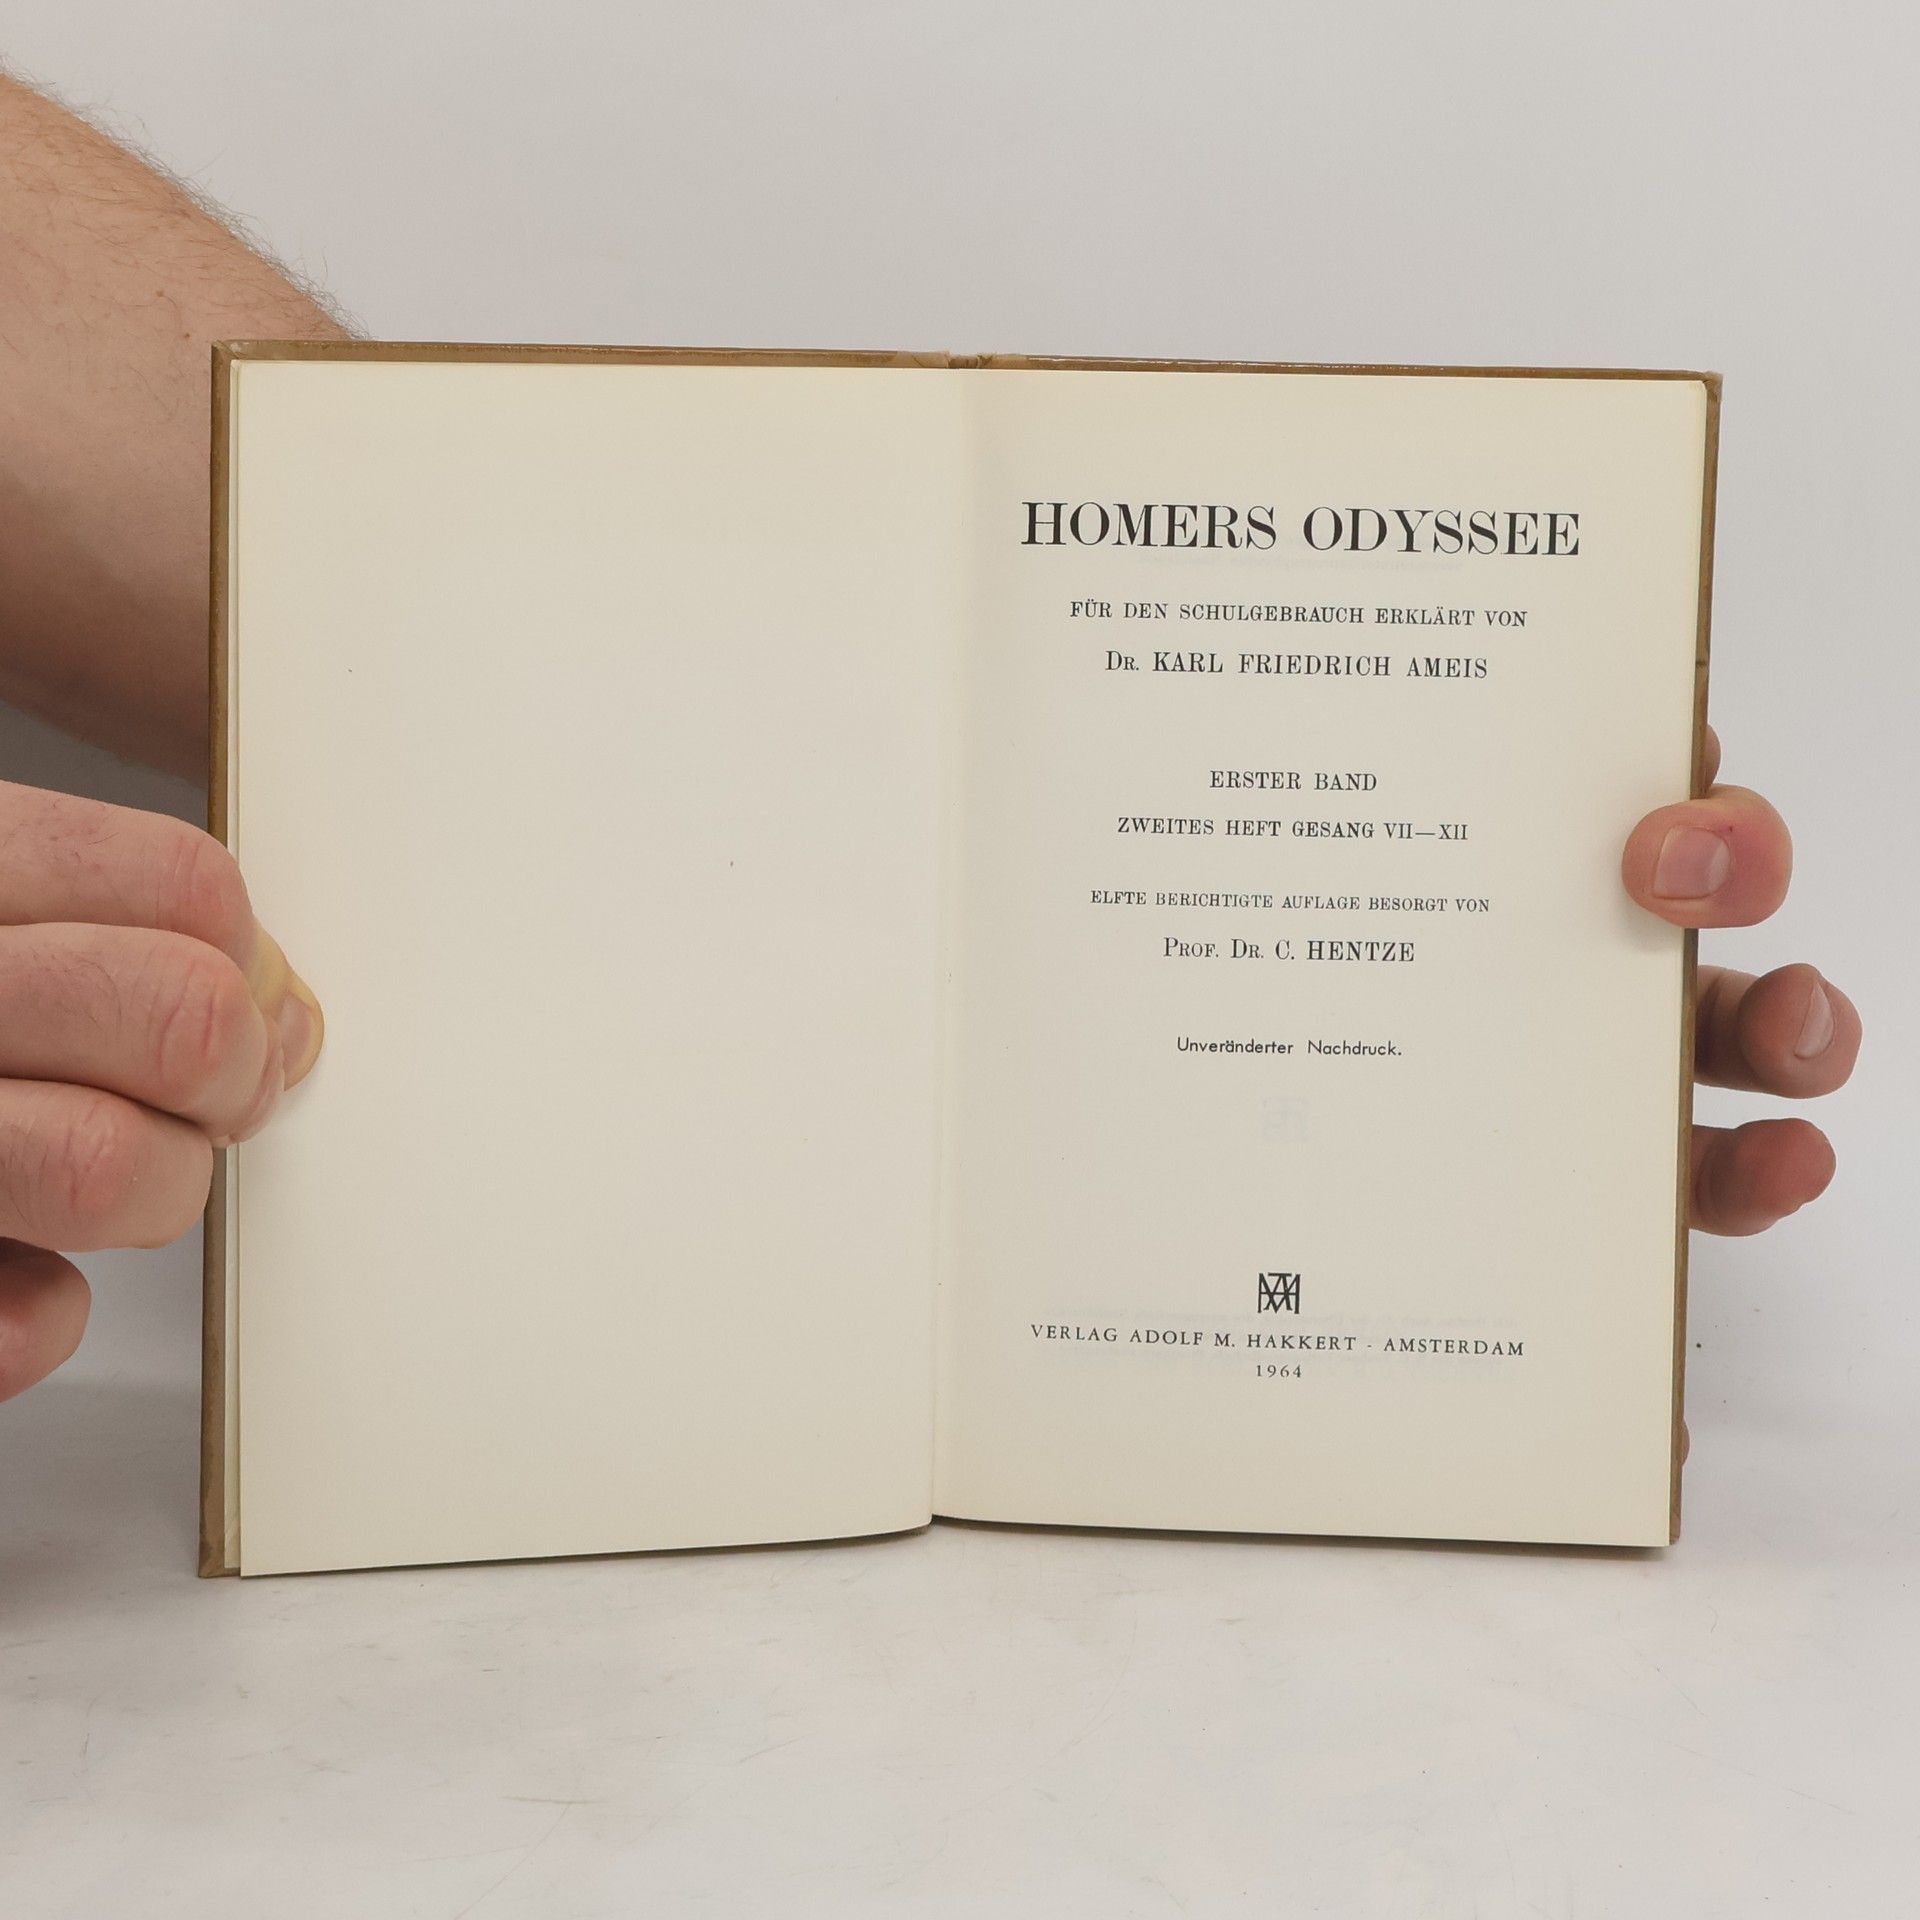 HOMERS ODYSSEE
FÜR DEN SCHULGEBRAUCH ERKLÄRT VON
DR. KARL FRIEDRICH AMEIS
ERSTER BAND
ZWEITES HEFT GESANG VII—XII
ELFTE BERICHTIGTE AUFLAGE BESORGT VON
PROF. DR. C. HENTZE
Unveränderter Nachdruck.
VERLAG ADOLF M. HAKKERT - AMSTERDAM
1964